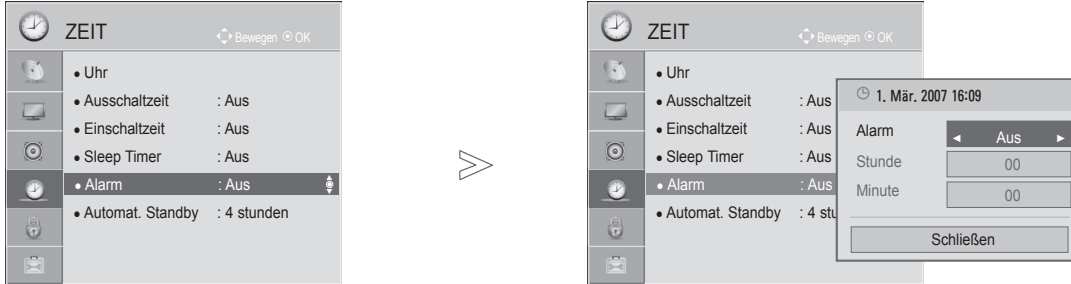 ZEIT
Bewegen OK
• Uhr
• Ausschaltzeit : Aus
• Einschaltzeit : Aus
• Sleep Timer : Aus
• Alarm : Aus
• Automat. Standby : 4 stunden
ZEIT
Bewegen OK
• Uhr
• Ausschaltzeit : Aus
• Einschaltzeit : Aus
• Sleep Timer : Aus
• Alarm : Aus
• Automat. Standby : 4 stu
1. Mär. 2007 16:09
Alarm ◄ Aus ►
Stunde 00
Minute 00
Schließen